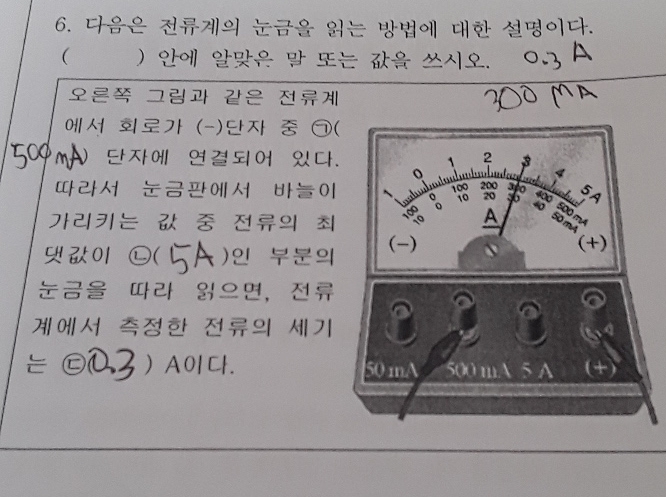 6. 다음은 전류계의 눈금을 읽는 방법에 대한 설명이다.
( ) 안에 알맞은 말 또는 값을 쓰시오. 0.3 A
300 MA
오른쪽 그림과 같은 전류계
에서 회로가 (-)단자 중 ㉠(
500mA) 단자에 연결되어 있다.
따라서 눈금판에서 바늘이
가리키는 값 중 전류의 최
댓값이 ㉡(5A)인 부분의
눈금을 따라 읽으면, 전류
계에서 측정한 전류의 세기
는 ㉢(0.3) A이다.
1 0 1 2 3 4 5A
100 0 100 200 300 400 500 mA
10 0 10 20 30 40 50 mA
A
(-) (+)
50 mA 500 mA 5 A (+)